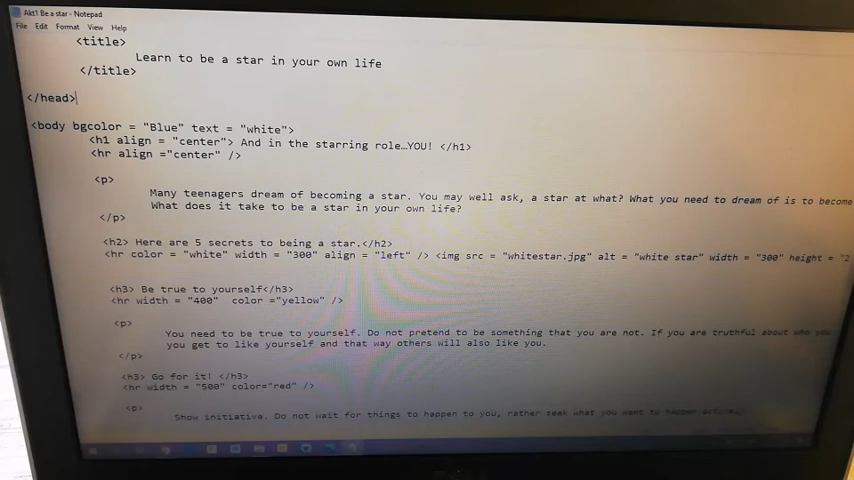 Akt1 Be a star - Notepad
File Edit Format View Help
<title>
Learn to be a star in your own life
</title>
</head>
<body bgcolor = "Blue" text = "white">
<h1 align = "center"> And in the starring role…YOU! </h1>
<hr align ="center" />
<p>
Many teenagers dream of becoming a star. You may well ask, a star at what? What you need to dream of is to become
What does it take to be a star in your own life?
</p>
<h2> Here are 5 secrets to being a star.</h2>
<hr color = "white" width = "300" align = "left" /> <img src = "whitestar.jpg" alt = "white star" width = "300" height = "2
<h3> Be true to yourself</h3>
<hr width = "400" color ="yellow" />
<p>
You need to be true to yourself. Do not pretend to be something that you are not. If you are truthful about who you
you get to like yourself and that way others will also like you.
</p>
<h3> Go for it! </h3>
<hr width = "500" color="red" />
<p>
Show initiative. Do not wait for things to happen to you, rather seek what you want to happen